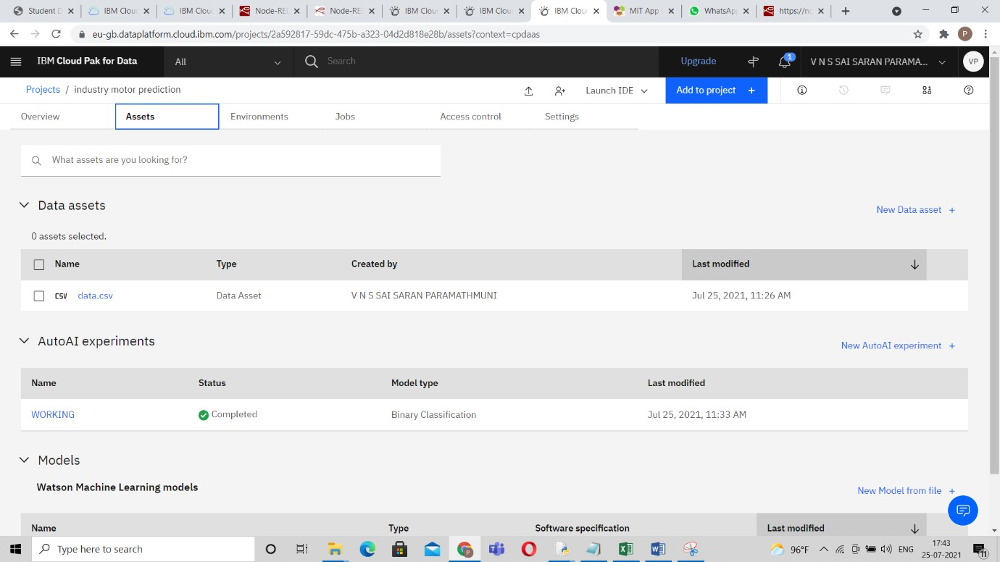 Student D
IBM Clou
IBM Clou
Node-RE
Node-RE
IBM Clou
IBM Clou
IBM Clou
MIT App
WhatsAp
https://no
eu-gb.dataplatform.cloud.ibm.com/projects/2a592817-59dc-475b-a323-04d2d818e28b/assets?context=cpdaas
P
IBM Cloud Pak for Data
All
Search
Upgrade
1
V N S SAI SARAN PARAMA...
VP
Projects / industry motor prediction
Launch IDE
Add to project +
Overview
Assets
Environments
Jobs
Access control
Settings
What assets are you looking for?
Data assets
New Data asset +
0 assets selected.
Name Type Created by Last modified
CSV data.csv Data Asset V N S SAI SARAN PARAMATHMUNI Jul 25, 2021, 11:26 AM
AutoAI experiments
New AutoAI experiment +
Name Status Model type Last modified
WORKING Completed Binary Classification Jul 25, 2021, 11:33 AM
Models
Watson Machine Learning models
New Model from file +
Name Type Software specification Last modified
Type here to search
96°F
ENG
17:43
25-07-2021
11